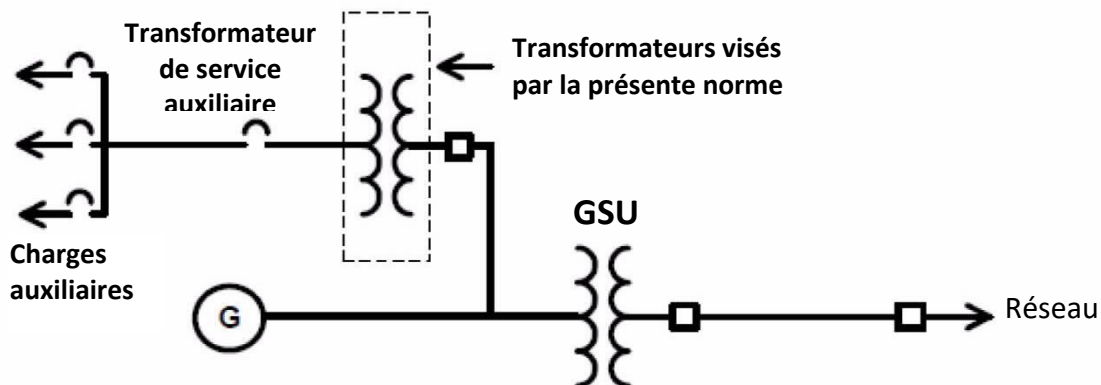 Transformateur
de service
auxiliaire
Transformateurs visés
par la présente norme
GSU
Charges
auxiliaires
G
Réseau